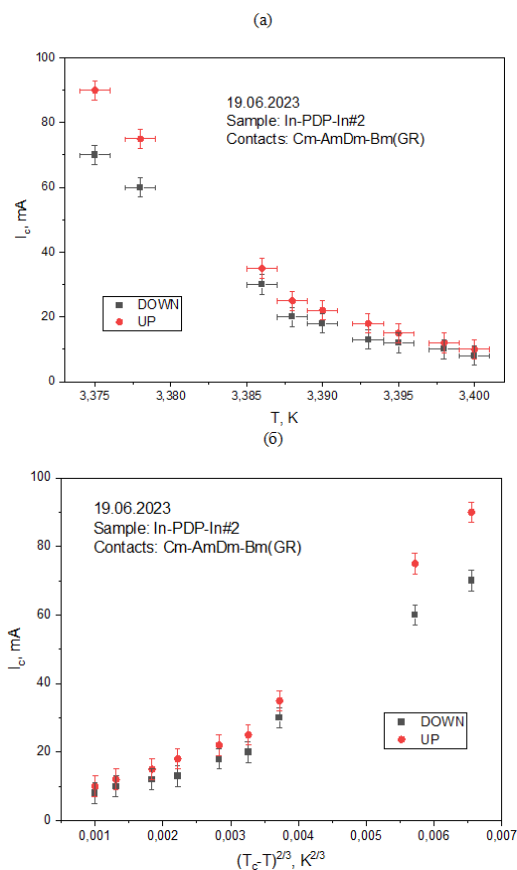 (а)
100
80
60
40
20
0
I_c, mA
19.06.2023
Sample: In-PDP-In#2
Contacts: Cm-AmDm-Bm(GR)
DOWN
UP
3,375 3,380 3,385 3,390 3,395 3,400
T, K
(б)
100
80
60
40
20
0
I_c, mA
19.06.2023
Sample: In-PDP-In#2
Contacts: Cm-AmDm-Bm(GR)
DOWN
UP
0,001 0,002 0,003 0,004 0,005 0,006 0,007
(T_c-T)^{2/3}, K^{2/3}